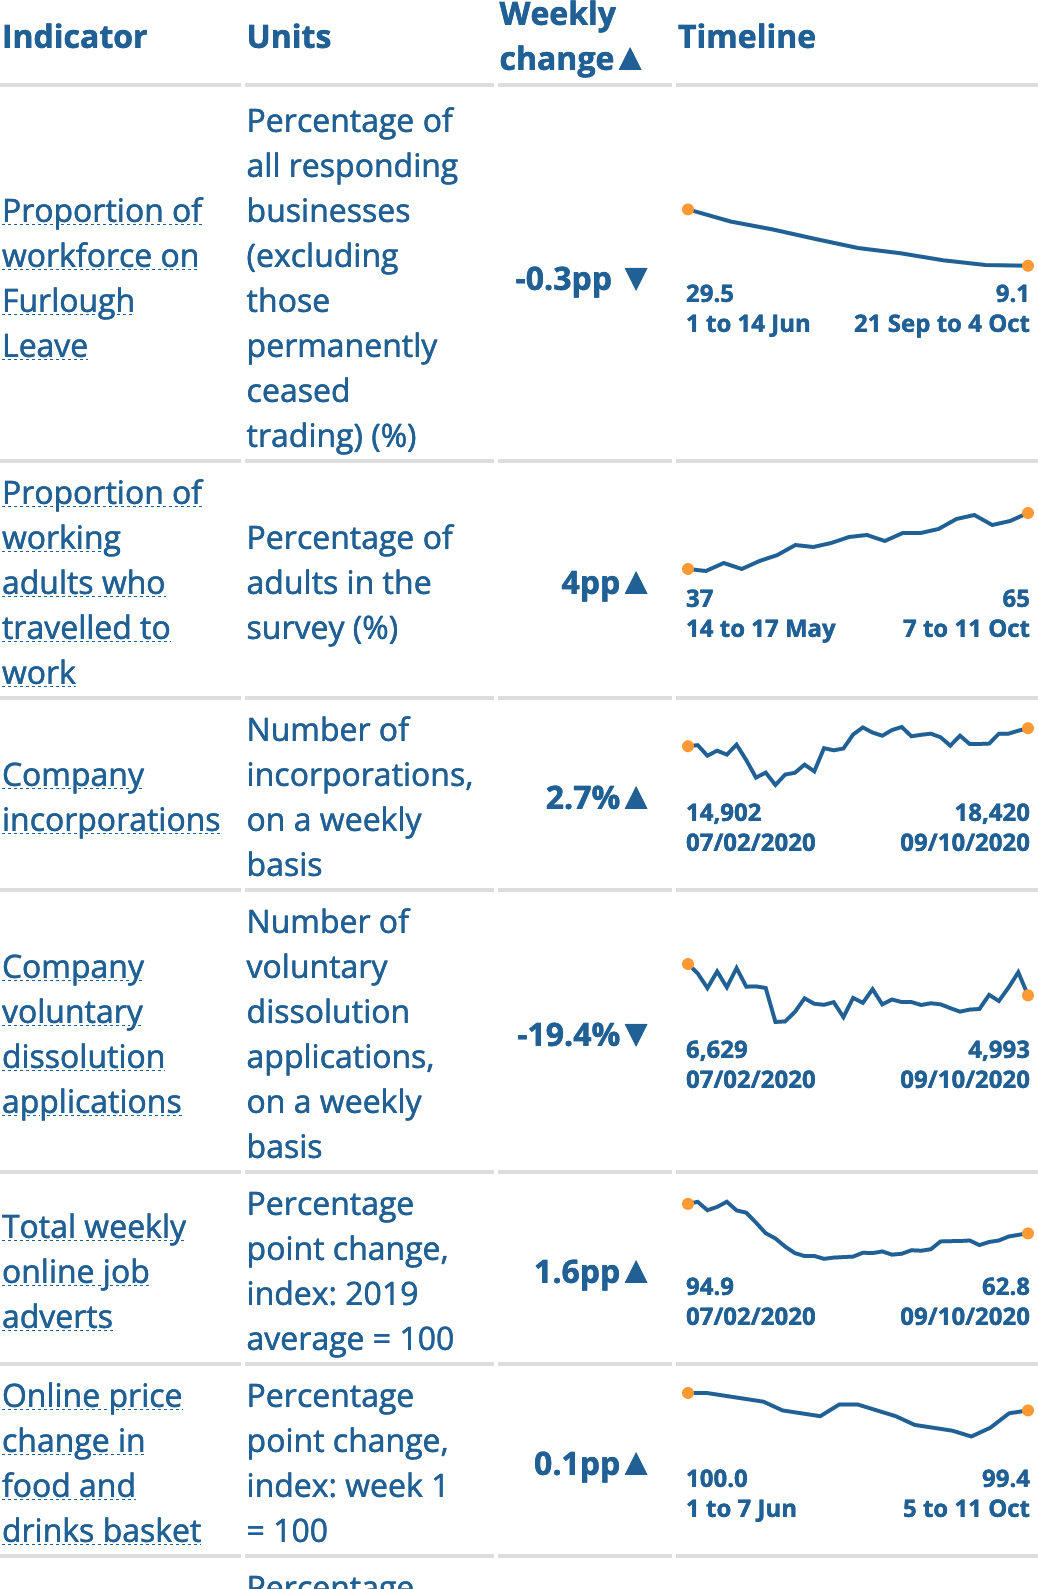 Indicator
Units
Weekly
change▲
Timeline
Proportion of
workforce on
Furlough
Leave
Percentage of
all responding
businesses
(excluding
those
permanently
ceased
trading) (%)
-0.3pp ▼
29.5
9.1
1 to 14 Jun
21 Sep to 4 Oct
Proportion of
working
adults who
travelled to
work
Percentage of
adults in the
survey (%)
4pp▲
37
65
14 to 17 May
7 to 11 Oct
Company
incorporations
Number of
incorporations,
on a weekly
basis
2.7%▲
14,902
18,420
07/02/2020
09/10/2020
Company
voluntary
dissolution
applications
Number of
voluntary
dissolution
applications,
on a weekly
basis
-19.4%▼
6,629
4,993
07/02/2020
09/10/2020
Total weekly
online job
adverts
Percentage
point change,
index: 2019
average = 100
1.6pp▲
94.9
62.8
07/02/2020
09/10/2020
Online price
change in
food and
drinks basket
Percentage
point change,
index: week 1
= 100
0.1pp▲
100.0
99.4
1 to 7 Jun
5 to 11 Oct
Percentage